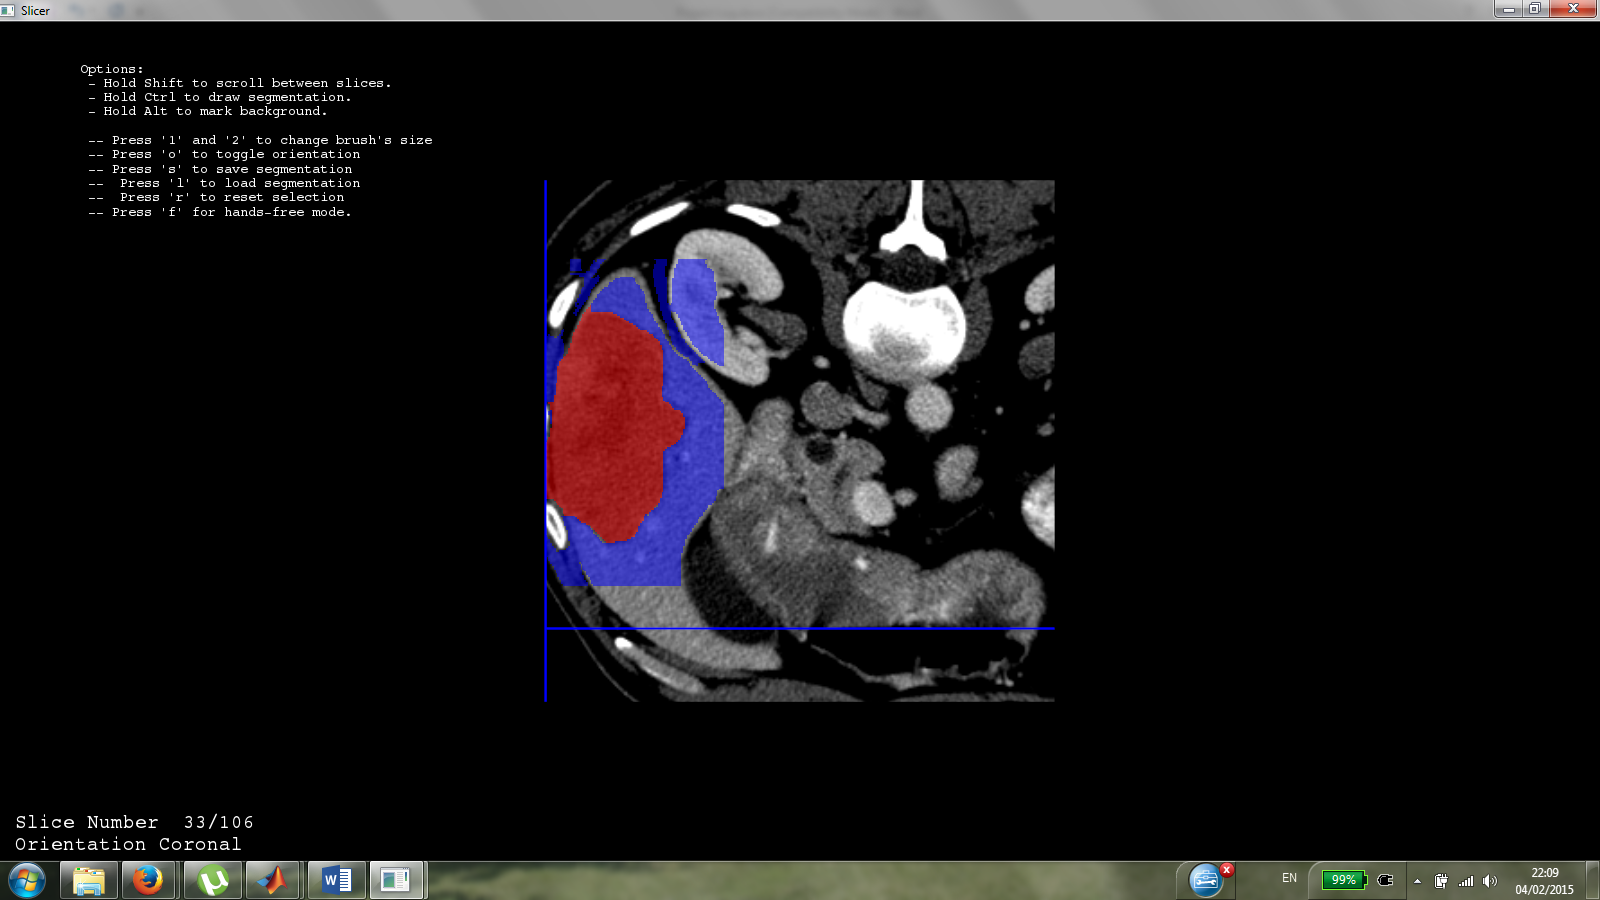 Slicer
Options:
- Hold Shift to scroll between slices.
- Hold Ctrl to draw segmentation.
- Hold Alt to mark background.
-- Press '1' and '2' to change brush's size
-- Press 'o' to toggle orientation
-- Press 's' to save segmentation
-- Press 'l' to load segmentation
-- Press 'r' to reset selection
-- Press 'f' for hands-free mode.
Slice Number 33/106
Orientation Coronal
EN
99%
22:09
04/02/2015